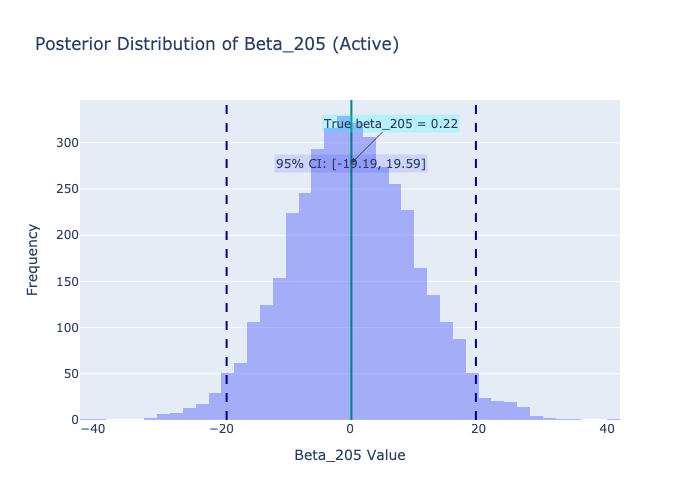 Posterior Distribution of Beta_205 (Active)
True beta_205 = 0.22
95% CI: [-19.19, 19.59]
Frequency
300
250
200
150
100
50
0
−40
−20
0
20
40
Beta_205 Value